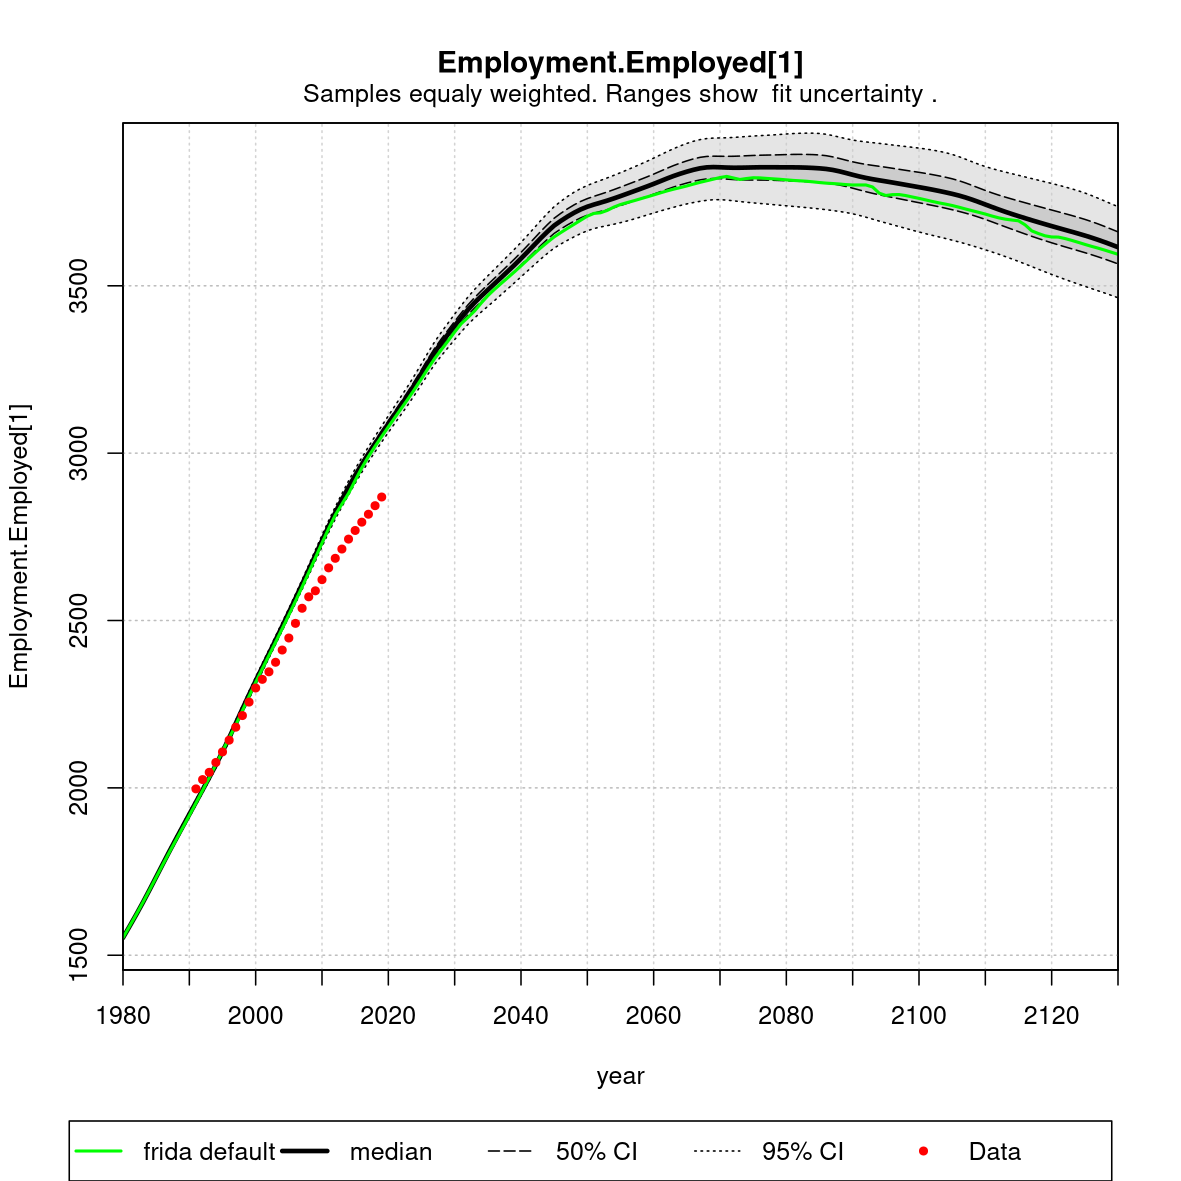 Employment.Employed[1]
Samples equaly weighted. Ranges show  fit uncertainty .
Employment.Employed[1]
3500
3000
2500
2000
1500
1980 2000 2020 2040 2060 2080 2100 2120
year
frida default median 50% CI 95% CI Data